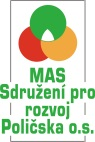 MAS
Sdružení pro
rozvoj
Poličska o.s.